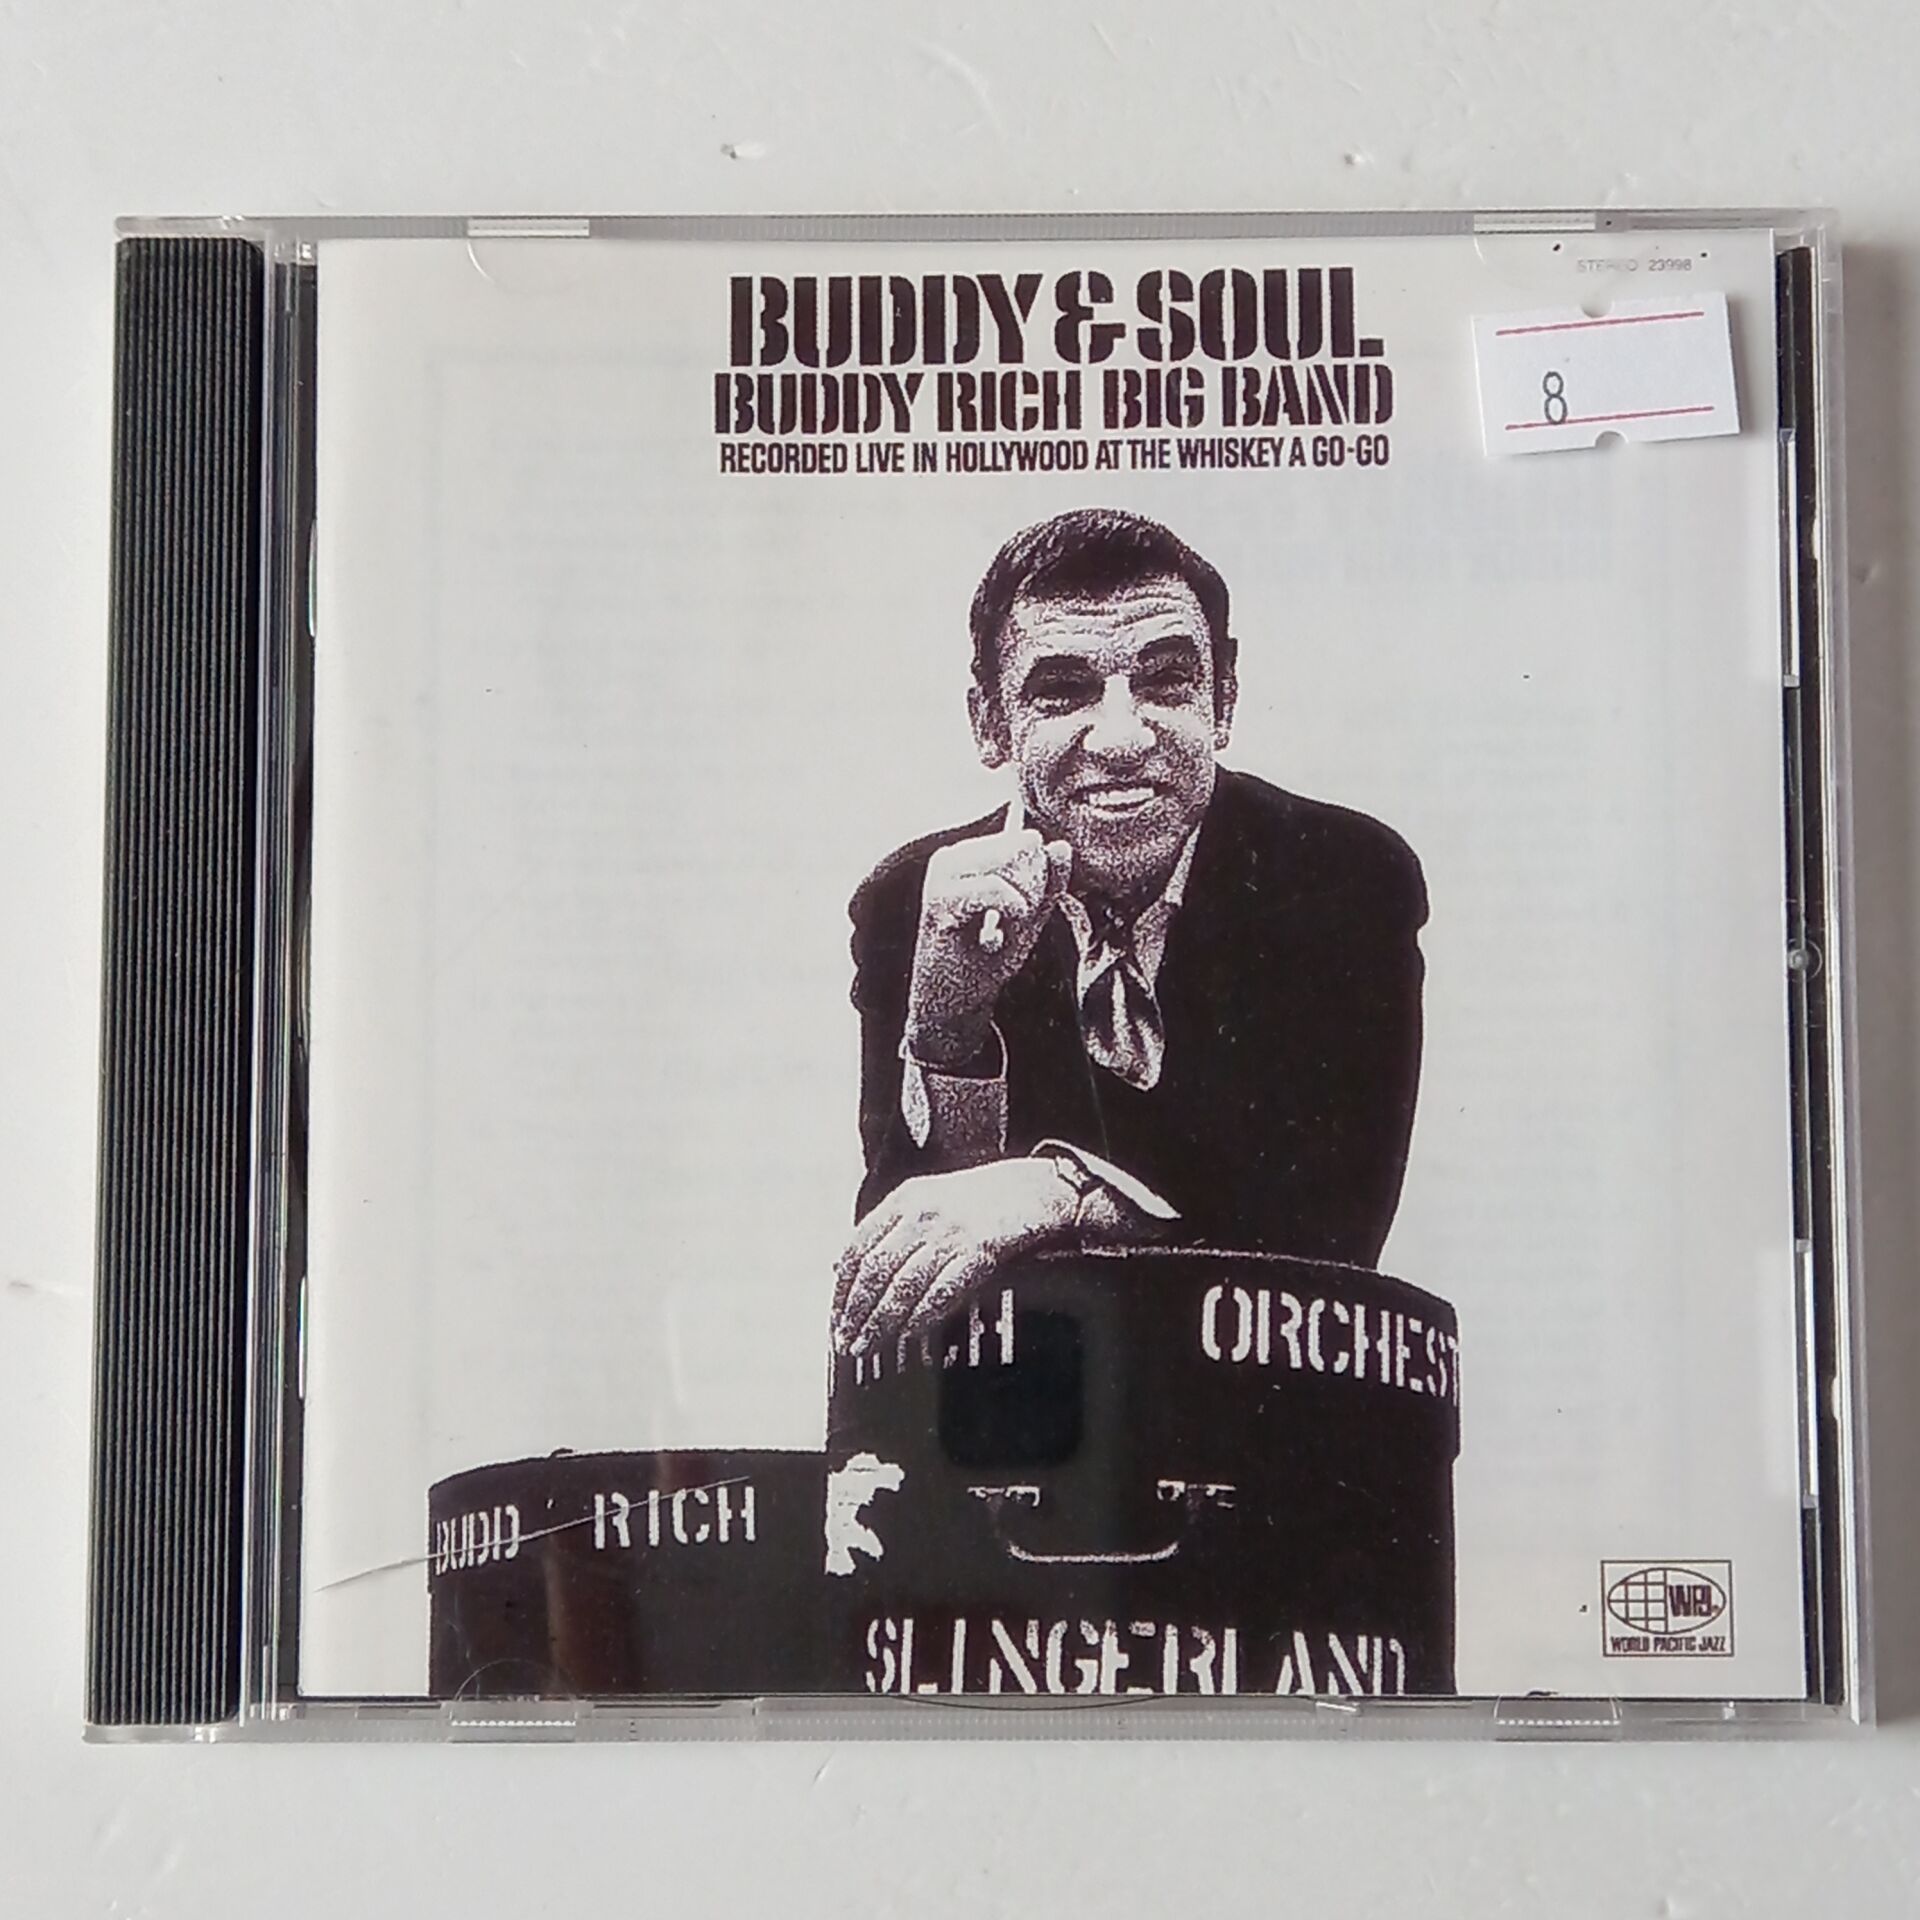 STEREO 23998
BUDDY & SOUL
BUDDY RICH BIG BAND
RECORDED LIVE IN HOLLYWOOD AT THE WHISKEY A GO-GO
8
RICH ORCHEST
BUDD RICH
SLINGERLAND
WPJ.
WORLD PACIFIC JAZZ